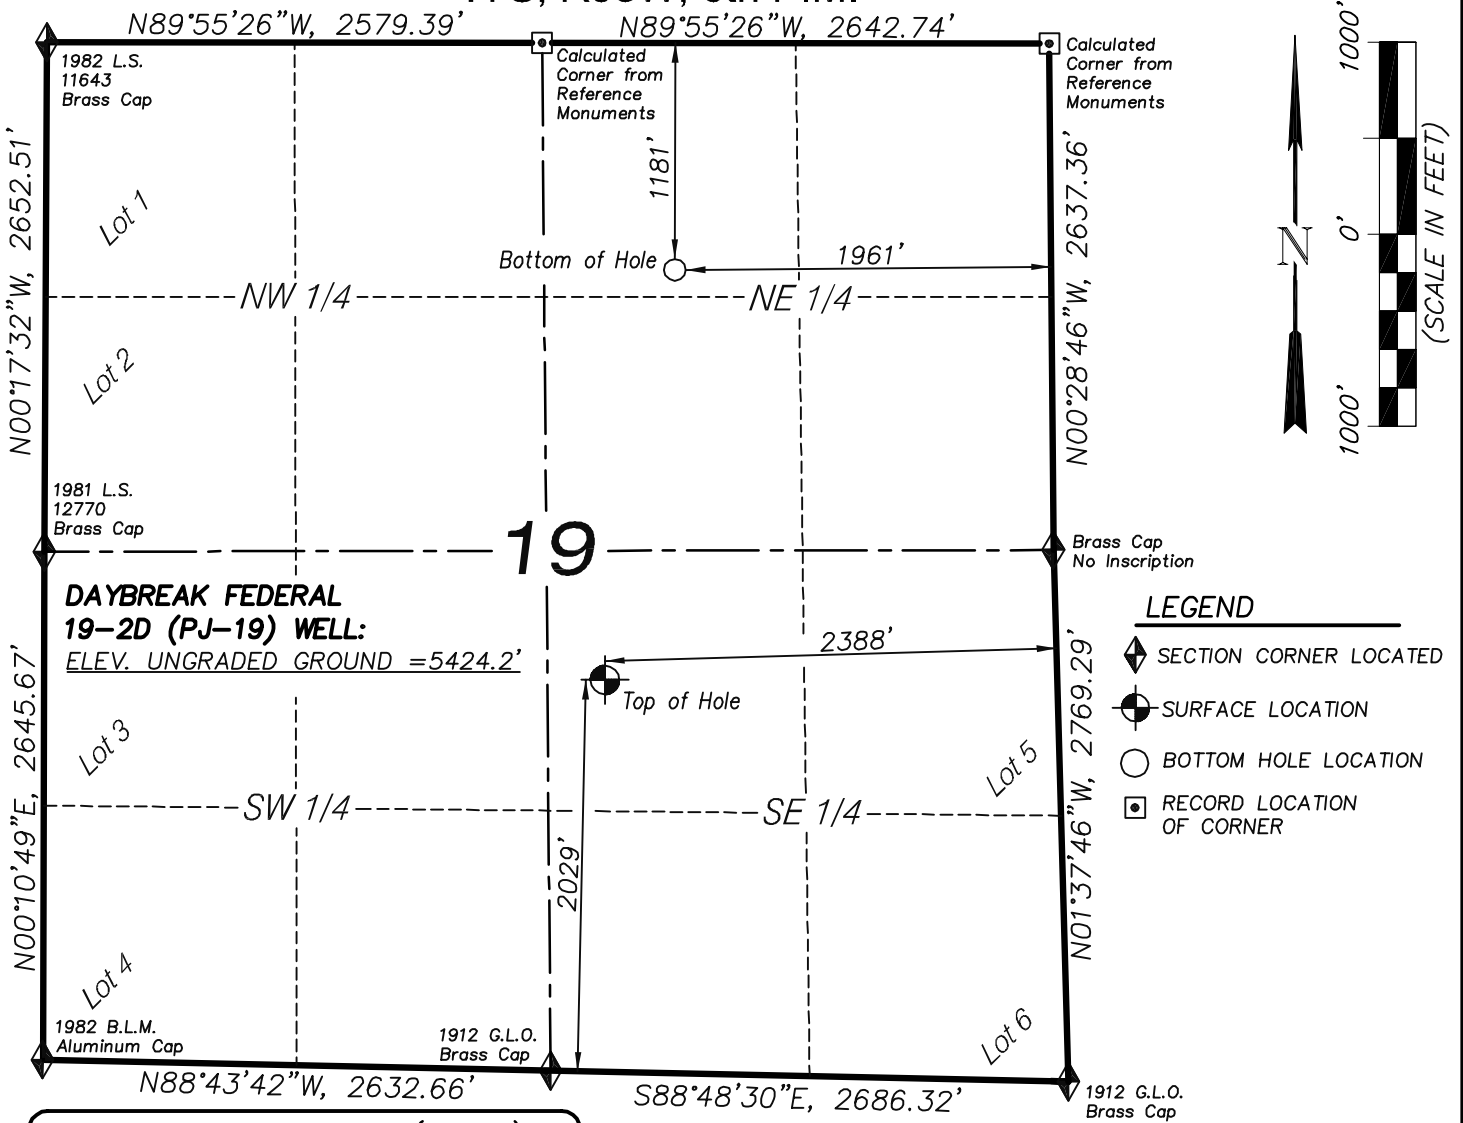 N89°55'26"W, 2579.39'
N89°55'26"W, 2642.74'
1982 L.S.
11643
Brass Cap
Calculated
Corner from
Reference
Monuments
Calculated
Corner from
Reference
Monuments
N00°17'32"W, 2652.51'
Lot 1
1181'
N00°28'46"W, 2637.36'
Bottom of Hole
1961'
NW 1/4
NE 1/4
Lot 2
1000'
0'
1000'
(SCALE IN FEET)
N
1981 L.S.
12770
Brass Cap
19
Brass Cap
No Inscription
DAYBREAK FEDERAL
19-2D (PJ-19) WELL:
ELEV. UNGRADED GROUND =5424.2'
2388'
Top of Hole
N00°10'49"E, 2645.67'
Lot 3
Lot 5
N01°37'46"W, 2769.29'
SW 1/4
SE 1/4
2029'
Lot 4
Lot 6
1982 B.L.M.
Aluminum Cap
1912 G.L.O.
Brass Cap
N88°43'42"W, 2632.66'
S88°48'30"E, 2686.32'
1912 G.L.O.
Brass Cap
LEGEND
SECTION CORNER LOCATED
SURFACE LOCATION
BOTTOM HOLE LOCATION
RECORD LOCATION
OF CORNER